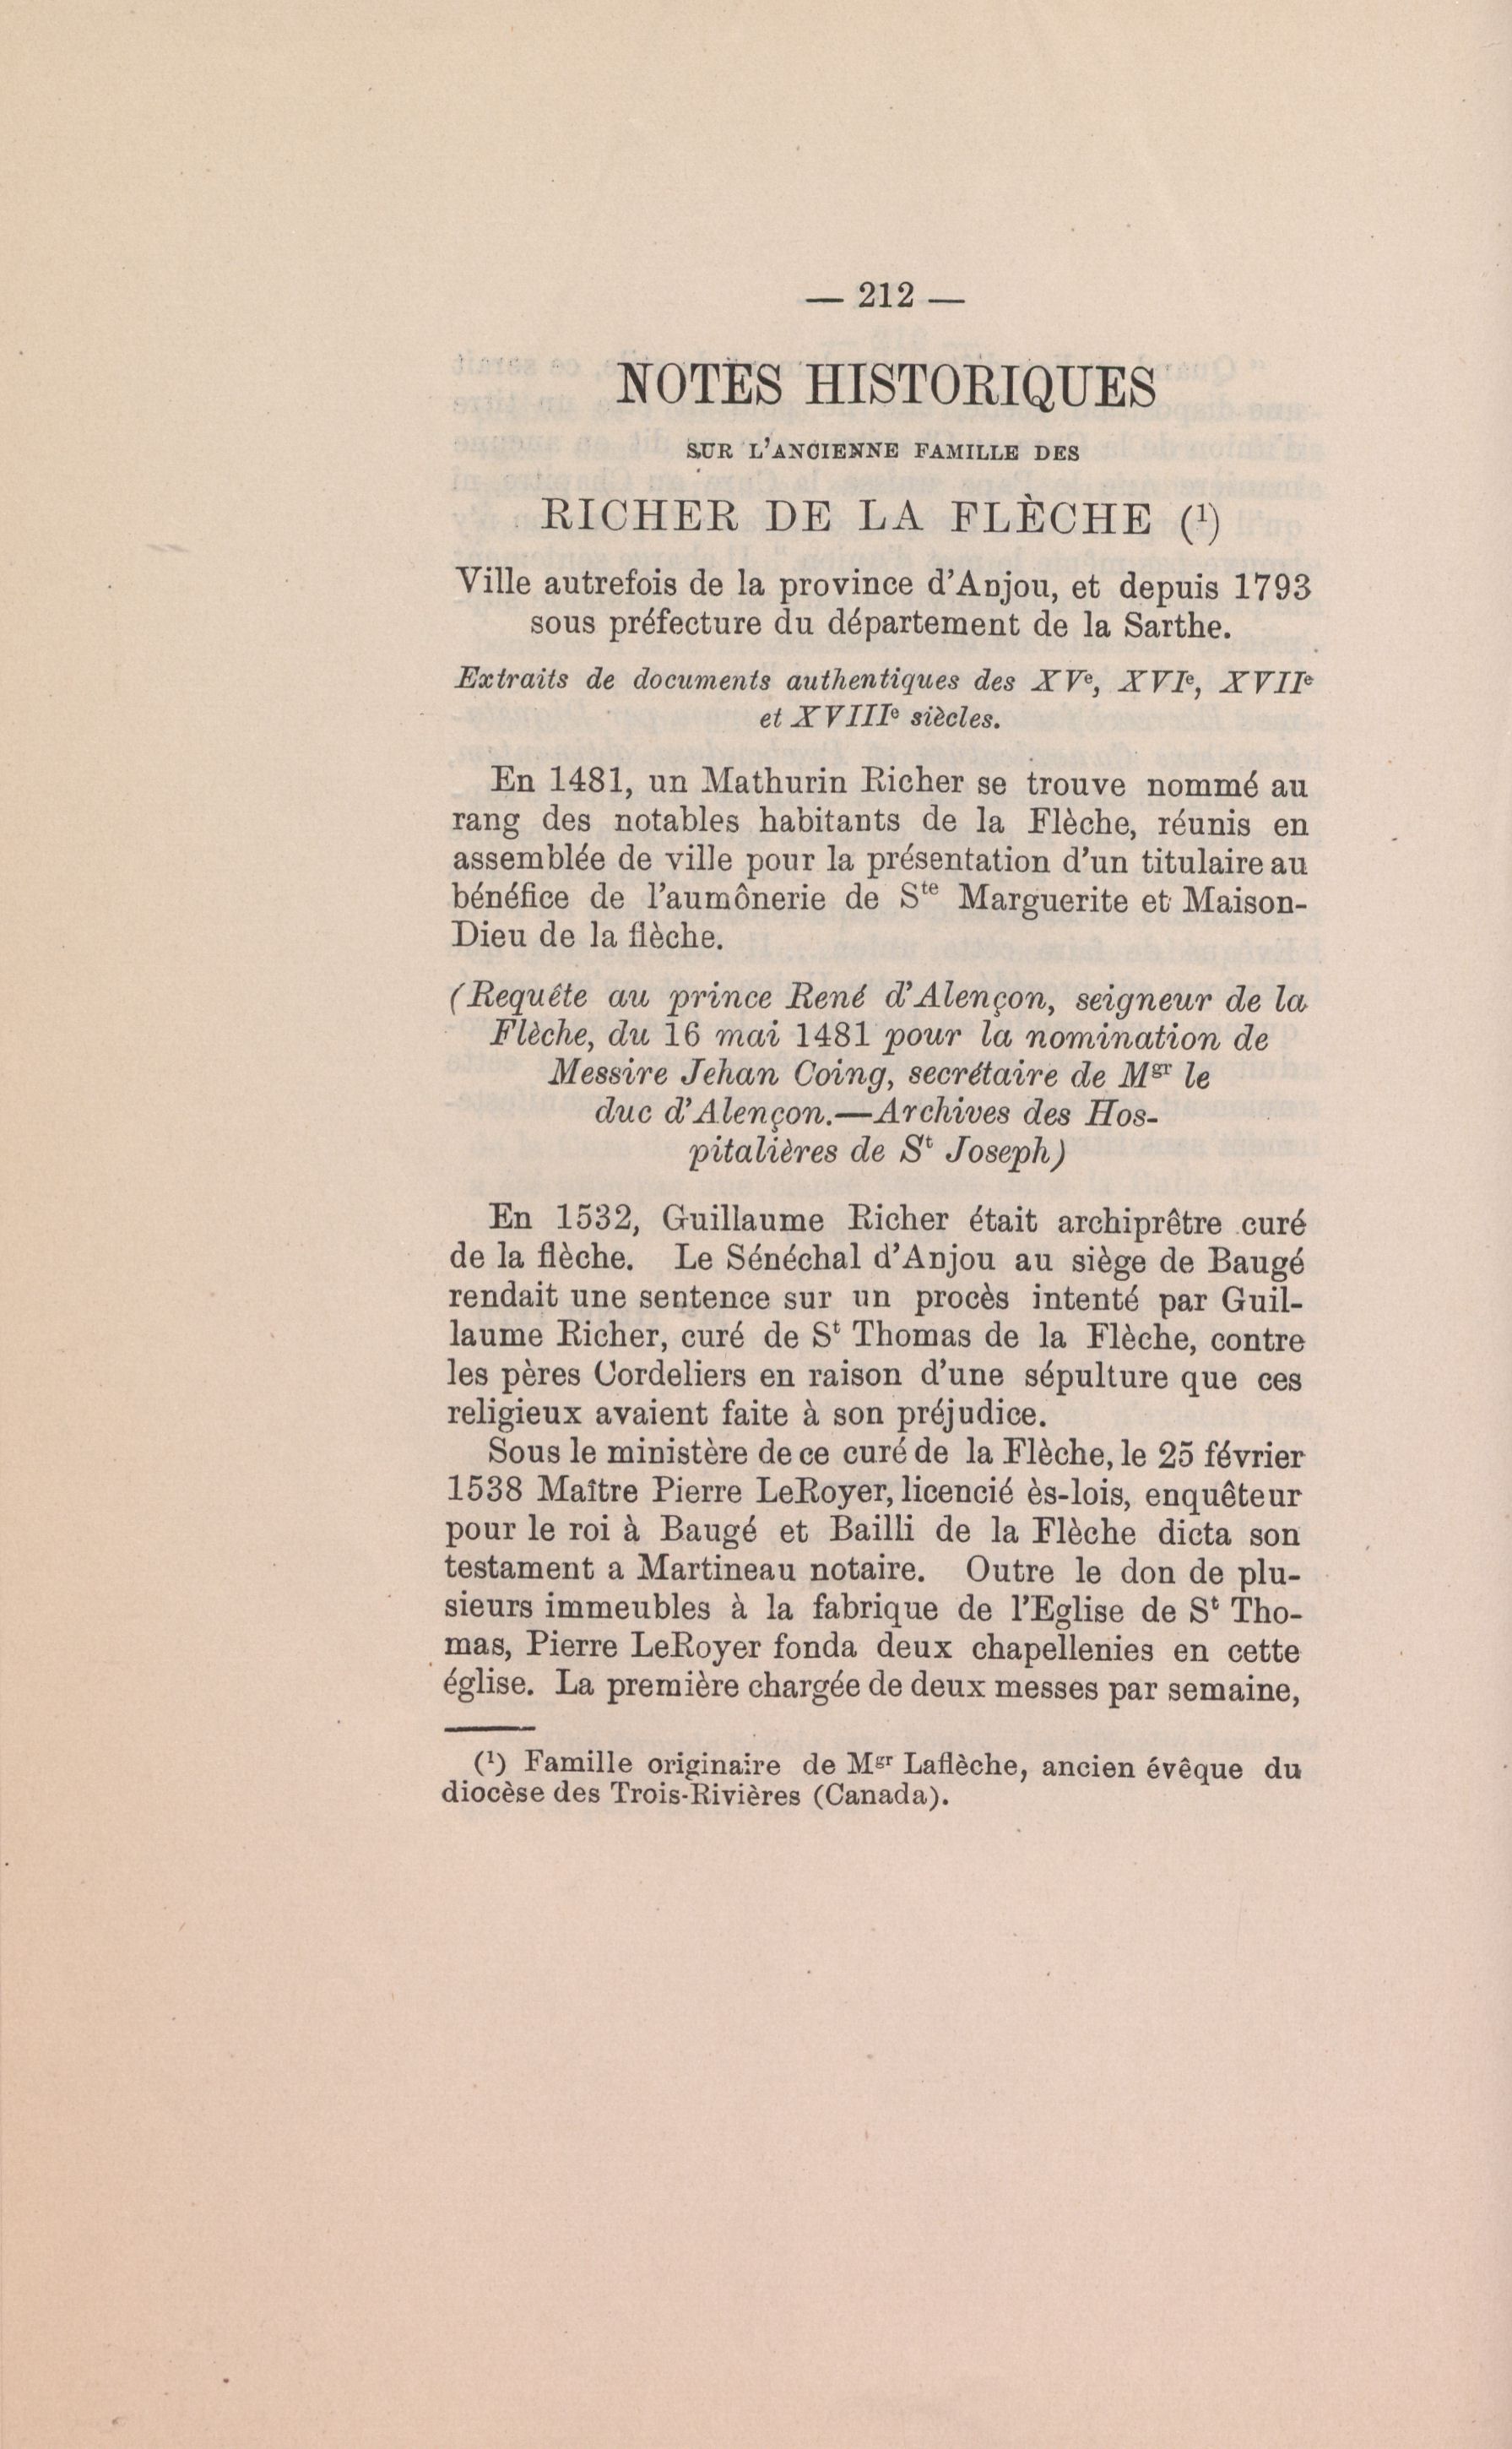 — 212 —
NOTES HISTORIQUES
SUR L'ANCIENNE FAMILLE DES
RICHER DE LA FLÈCHE (¹)
Ville autrefois de la province d'Anjou, et depuis 1793
sous préfecture du département de la Sarthe.
Extraits de documents authentiques des XVᵉ, XVIᵉ, XVIIᵉ
et XVIIIᵉ siècles.
En 1481, un Mathurin Richer se trouve nommé au
rang des notables habitants de la Flèche, réunis en
assemblée de ville pour la présentation d'un titulaire au
bénéfice de l'aumônerie de Sᵗᵉ Marguerite et Maison-
Dieu de la flèche.
(Requête au prince René d'Alençon, seigneur de la
Flèche, du 16 mai 1481 pour la nomination de
Messire Jehan Coing, secrétaire de Mᵍʳ le
duc d'Alençon.—Archives des Hos-
pitalières de Sᵗ Joseph)
En 1532, Guillaume Richer était archiprêtre curé
de la flèche. Le Sénéchal d'Anjou au siège de Baugé
rendait une sentence sur un procès intenté par Guil-
laume Richer, curé de Sᵗ Thomas de la Flèche, contre
les pères Cordeliers en raison d'une sépulture que ces
religieux avaient faite à son préjudice.
Sous le ministère de ce curé de la Flèche, le 25 février
1538 Maître Pierre LeRoyer, licencié ès-lois, enquêteur
pour le roi à Baugé et Bailli de la Flèche dicta son
testament a Martineau notaire. Outre le don de plu-
sieurs immeubles à la fabrique de l'Eglise de Sᵗ Tho-
mas, Pierre LeRoyer fonda deux chapellenies en cette
église. La première chargée de deux messes par semaine,
(¹) Famille originaire de Mᵍʳ Laflèche, ancien évêque du
diocèse des Trois-Rivières (Canada).